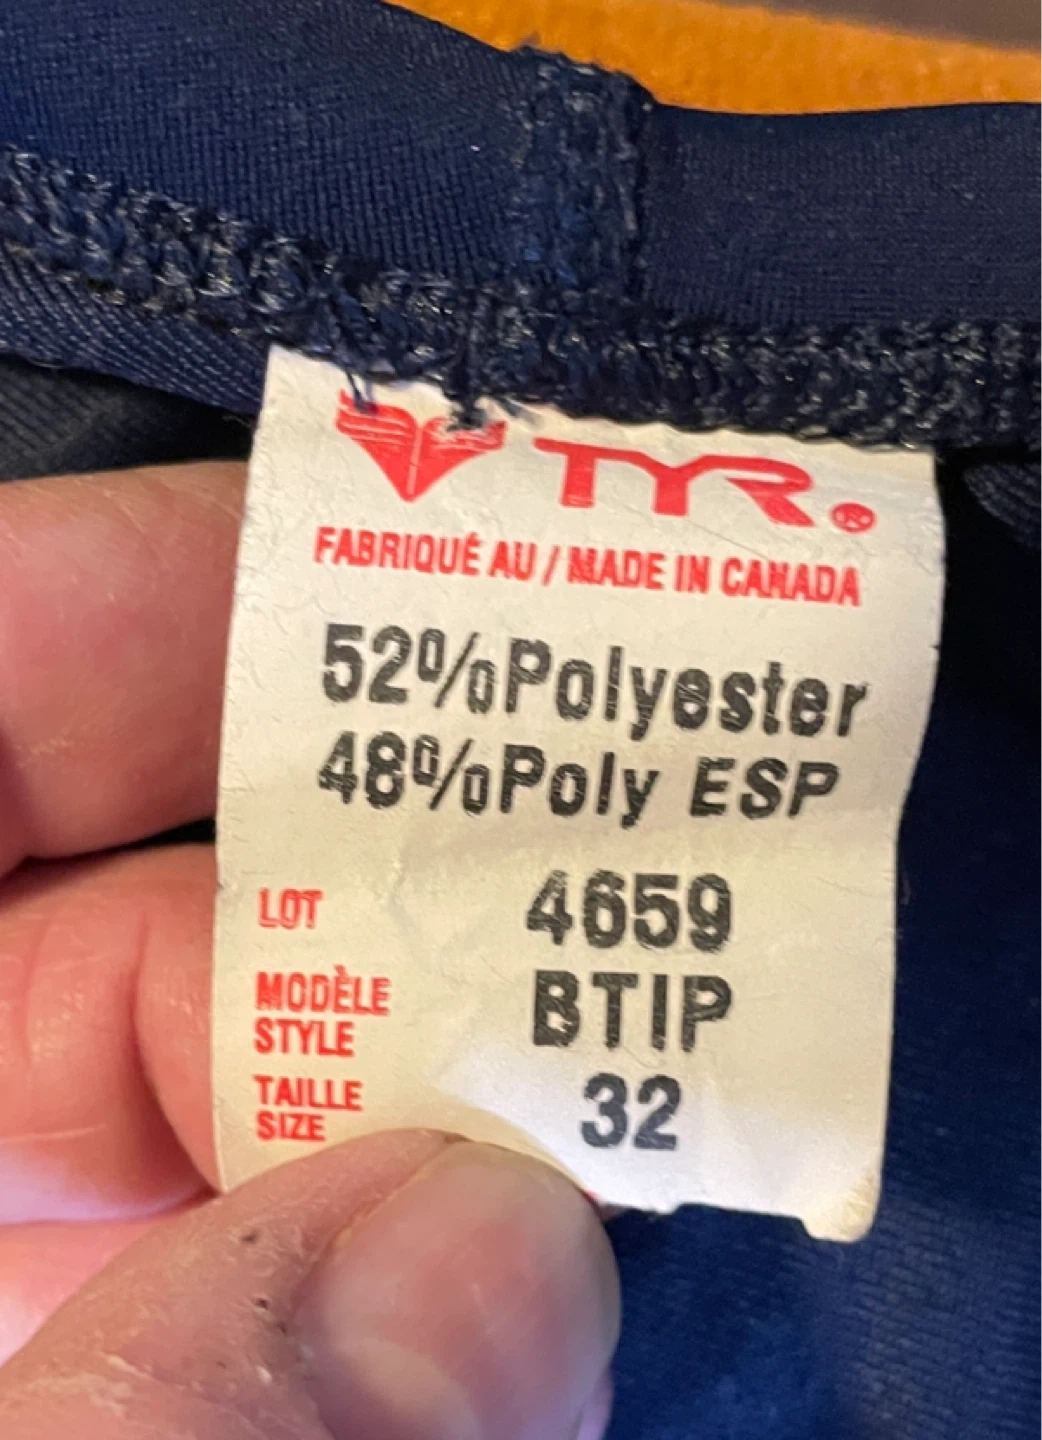 TYR®
FABRIQUÉ AU / MADE IN CANADA
52%Polyester
48%Poly ESP
LOT 4659
MODÈLE
STYLE BTIP
TAILLE
SIZE 32